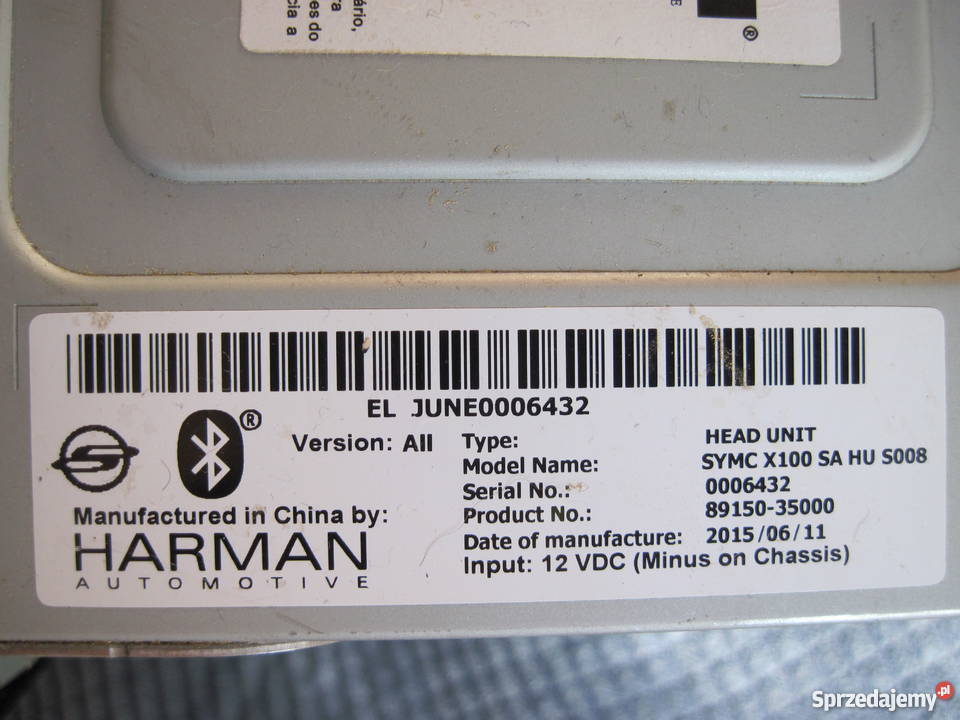 ário,
ra
es do
cia a
E
®
EL JUNE0006432
®
Version: All
Type: HEAD UNIT
Model Name: SYMC X100 SA HU S008
Serial No.: 0006432
Product No.: 89150-35000
Date of manufacture: 2015/06/11
Input: 12 VDC (Minus on Chassis)
Manufactured in China by:
HARMAN
AUTOMOTIVE
Sprzedajemy.pl